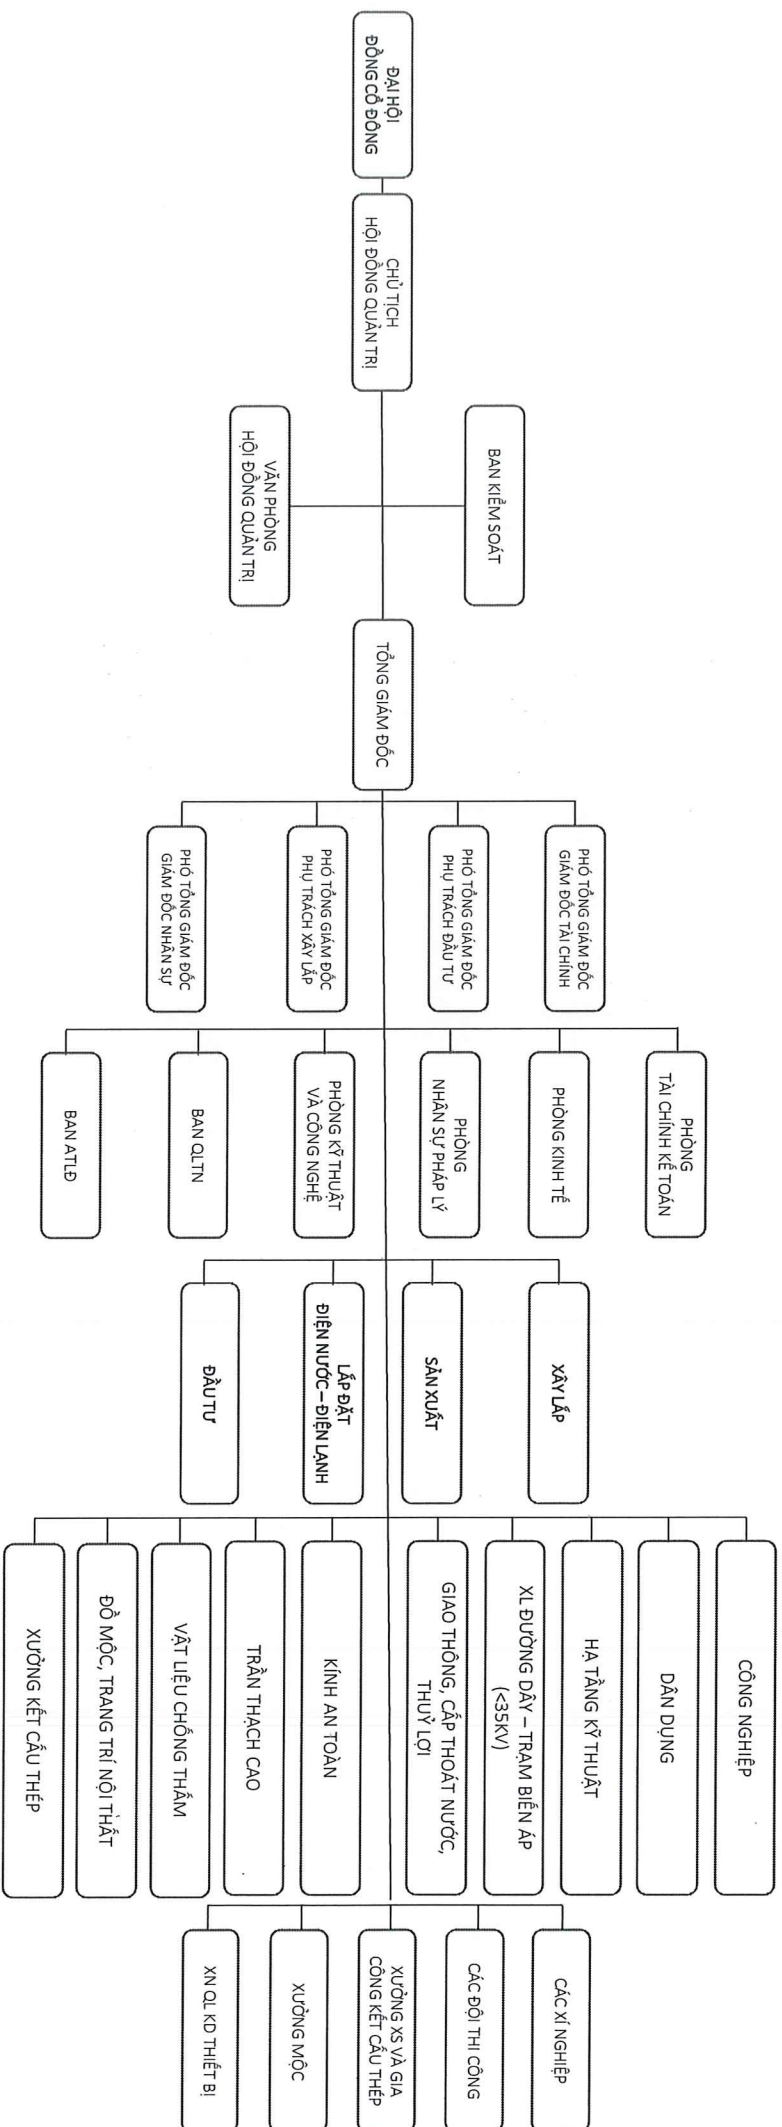 ĐẠI HỘI
ĐỒNG CỔ ĐÔNG
CHỦ TỊCH
HỘI ĐỒNG QUẢN TRỊ
BAN KIỂM SOÁT
VĂN PHÒNG
HỘI ĐỒNG QUẢN TRỊ
TỔNG GIÁM ĐỐC
PHÓ TỔNG GIÁM ĐỐC
GIÁM ĐỐC TÀI CHÍNH
PHÓ TỔNG GIÁM ĐỐC
PHỤ TRÁCH ĐẦU TƯ
PHÓ TỔNG GIÁM ĐỐC
PHỤ TRÁCH XÂY LẮP
PHÓ TỔNG GIÁM ĐỐC
GIÁM ĐỐC NHÂN SỰ
PHÒNG
TÀI CHÍNH KẾ TOÁN
PHÒNG KINH TẾ
PHÒNG
NHÂN SỰ PHÁP LÝ
PHÒNG KỸ THUẬT
VÀ CÔNG NGHỆ
BAN QLTN
BAN ATLĐ
XÂY LẮP
SẢN XUẤT
LẮP ĐẶT
ĐIỆN NƯỚC – ĐIỆN LẠNH
ĐẦU TƯ
CÔNG NGHIỆP
DÂN DỤNG
HẠ TẦNG KỸ THUẬT
XL ĐƯỜNG DÂY – TRẠM BIẾN ÁP
(<35KV)
GIAO THÔNG, CẤP THOÁT NƯỚC,
THUỶ LỢI
KÍNH AN TOÀN
TRẦN THẠCH CAO
VẬT LIỆU CHỐNG THẤM
ĐỒ MỘC, TRANG TRÍ NỘI THẤT
XƯỞNG KẾT CẤU THÉP
CÁC XÍ NGHIỆP
CÁC ĐỘI THI CÔNG
XƯỞNG XS VÀ GIA
CÔNG KẾT CẤU THÉP
XƯỞNG MỘC
XN QL KD THIẾT BỊ